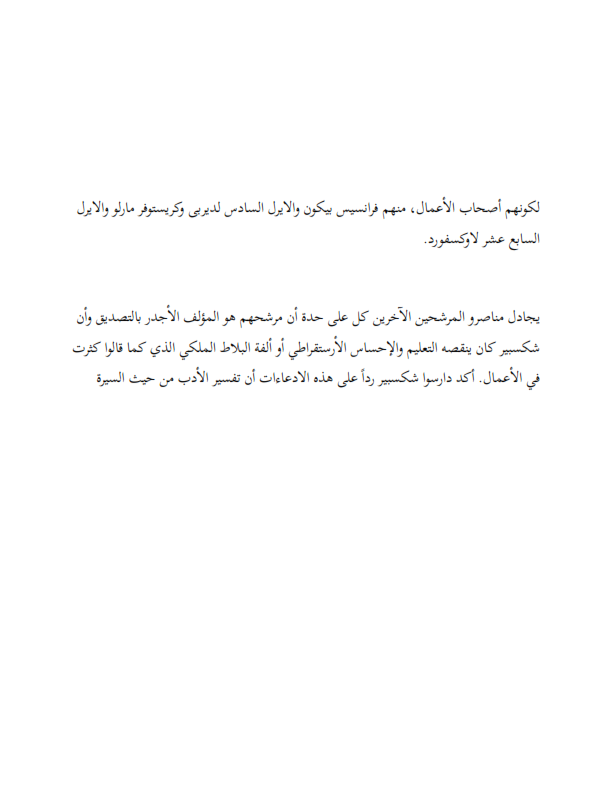 لكونهم أصحاب الأعمال، منهم فرانسيس بيكون والايرل السادس لديربى وكريستوفر مارلو والايرل
السابع عشر لاوكسفورد.
يجادل مناصرو المرشحين الآخرين كل على حدة أن مرشحهم هو المؤلف الأجدر بالتصديق وأن
شكسبير كان ينقصه التعليم والإحساس الأرستقراطي أو ألفة البلاط الملكي الذي كما قالوا كثرت
في الأعمال. أكد دارسوا شكسبير رداً على هذه الادعاءات أن تفسير الأدب من حيث السيرة